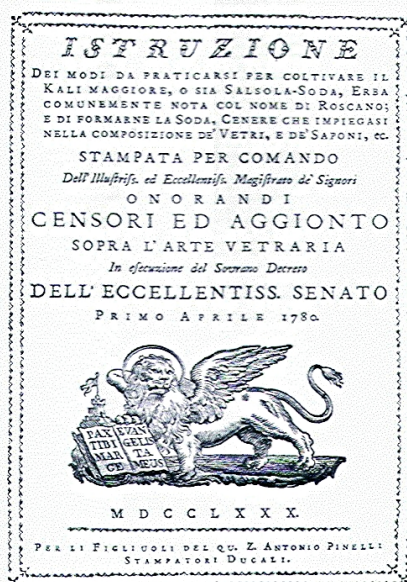 ISTRUZIONE
DEI MODI DA PRATICARSI PER COLTIVARE IL
KALI MAGGIORE, O SIA SALSOLA-SODA, ERBA
COMUNEMENTE NOTA COL NOME DI ROSCANO;
E DI FORMARNE LA SODA, CENERE CHE IMPIEGASI
NELLA COMPOSIZIONE DE' VETRI, E DE' SAPONI, ec.
STAMPATA PER COMANDO
Dell'Illuſtriſſ. ed Eccellentiſſ. Magiſtrato de' Signori
ONORANDI
CENSORI ED AGGIONTO
SOPRA L'ARTE VETRARIA
In eſecuzione del Sovrano Decreto
DELL' ECCELLENTISS. SENATO
PRIMO APRILE 1780.
PAX EVAN
TIBI GELIS
MAR TA
CE MEUS
MDCCLXXX.
PER LI FIGLIUOLI DEL QU. Z. ANTONIO PINELLI
STAMPATORI DUCALI.